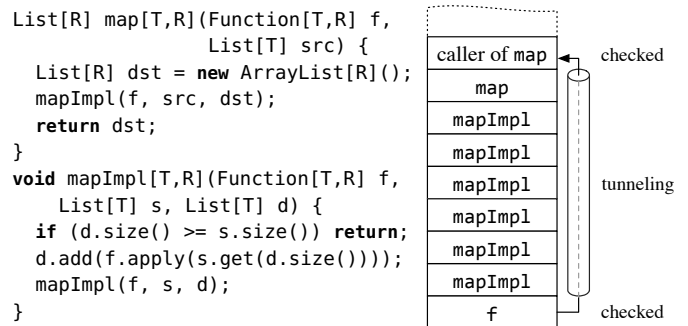 List[R] map[T,R](Function[T,R] f,
                 List[T] src) {
  List[R] dst = new ArrayList[R]();
  mapImpl(f, src, dst);
  return dst;
}
void mapImpl[T,R](Function[T,R] f,
    List[T] s, List[T] d) {
  if (d.size() >= s.size()) return;
  d.add(f.apply(s.get(d.size())));
  mapImpl(f, s, d);
}
caller of map
checked
map
mapImpl
mapImpl
mapImpl
tunneling
mapImpl
mapImpl
mapImpl
f
checked